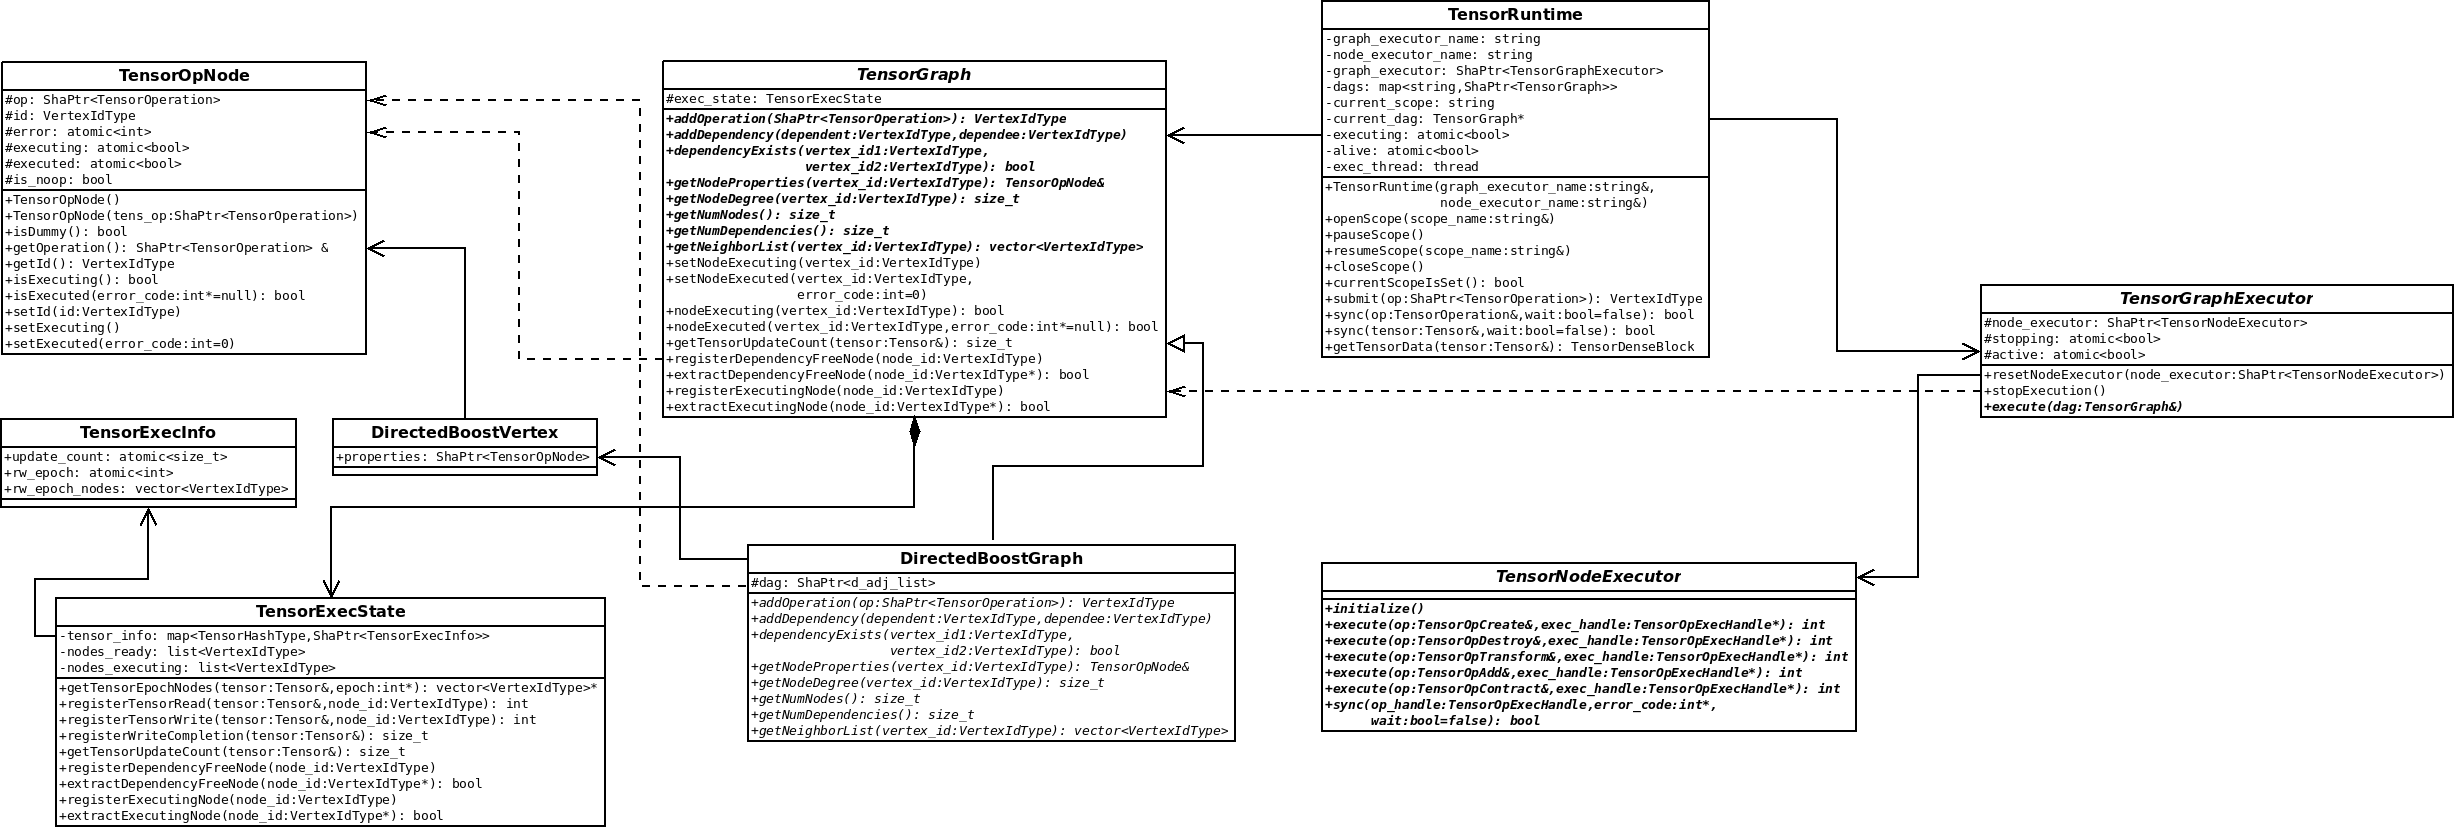 TensorRuntime
-graph_executor_name: string
-node_executor_name: string
-graph_executor: ShaPtr<TensorGraphExecutor>
-dags: map<string,ShaPtr<TensorGraph>>
-current_scope: string
-current_dag: TensorGraph*
-executing: atomic<bool>
-alive: atomic<bool>
-exec_thread: thread
+TensorRuntime(graph_executor_name:string&,
node_executor_name:string&)
+openScope(scope_name:string&)
+pauseScope()
+resumeScope(scope_name:string&)
+closeScope()
+currentScopeIsSet(): bool
+submit(op:ShaPtr<TensorOperation>): VertexIdType
+sync(op:TensorOperation&,wait:bool=false): bool
+sync(tensor:Tensor&,wait:bool=false): bool
+getTensorData(tensor:Tensor&): TensorDenseBlock
TensorOpNode
#op: ShaPtr<TensorOperation>
#id: VertexIdType
#error: atomic<int>
#executing: atomic<bool>
#executed: atomic<bool>
#is_noop: bool
+TensorOpNode()
+TensorOpNode(tens_op:ShaPtr<TensorOperation>)
+isDummy(): bool
+getOperation(): ShaPtr<TensorOperation> &
+getId(): VertexIdType
+isExecuting(): bool
+isExecuted(error_code:int*=null): bool
+setId(id:VertexIdType)
+setExecuting()
+setExecuted(error_code:int=0)
TensorGraph
#exec_state: TensorExecState
+addOperation(ShaPtr<TensorOperation>): VertexIdType
+addDependency(dependent:VertexIdType,dependee:VertexIdType)
+dependencyExists(vertex_id1:VertexIdType,
vertex_id2:VertexIdType): bool
+getNodeProperties(vertex_id:VertexIdType): TensorOpNode&
+getNodeDegree(vertex_id:VertexIdType): size_t
+getNumNodes(): size_t
+getNumDependencies(): size_t
+getNeighborList(vertex_id:VertexIdType): vector<VertexIdType>
+setNodeExecuting(vertex_id:VertexIdType)
+setNodeExecuted(vertex_id:VertexIdType,
error_code:int=0)
+nodeExecuting(vertex_id:VertexIdType): bool
+nodeExecuted(vertex_id:VertexIdType,error_code:int*=null): bool
+getTensorUpdateCount(tensor:Tensor&): size_t
+registerDependencyFreeNode(node_id:VertexIdType)
+extractDependencyFreeNode(node_id:VertexIdType*): bool
+registerExecutingNode(node_id:VertexIdType)
+extractExecutingNode(node_id:VertexIdType*): bool
TensorGraphExecutor
#node_executor: ShaPtr<TensorNodeExecutor>
#stopping: atomic<bool>
#active: atomic<bool>
+resetNodeExecutor(node_executor:ShaPtr<TensorNodeExecutor>)
+stopExecution()
+execute(dag:TensorGraph&)
TensorExecInfo
+update_count: atomic<size_t>
+rw_epoch: atomic<int>
+rw_epoch_nodes: vector<VertexIdType>
DirectedBoostVertex
+properties: ShaPtr<TensorOpNode>
DirectedBoostGraph
#dag: ShaPtr<d_adj_list>
+addOperation(op:ShaPtr<TensorOperation>): VertexIdType
+addDependency(dependent:VertexIdType,dependee:VertexIdType)
+dependencyExists(vertex_id1:VertexIdType,
vertex_id2:VertexIdType): bool
+getNodeProperties(vertex_id:VertexIdType): TensorOpNode&
+getNodeDegree(vertex_id:VertexIdType): size_t
+getNumNodes(): size_t
+getNumDependencies(): size_t
+getNeighborList(vertex_id:VertexIdType): vector<VertexIdType>
TensorNodeExecutor
+initialize()
+execute(op:TensorOpCreate&,exec_handle:TensorOpExecHandle*): int
+execute(op:TensorOpDestroy&,exec_handle:TensorOpExecHandle*): int
+execute(op:TensorOpTransform&,exec_handle:TensorOpExecHandle*): int
+execute(op:TensorOpAdd&,exec_handle:TensorOpExecHandle*): int
+execute(op:TensorOpContract&,exec_handle:TensorOpExecHandle*): int
+sync(op_handle:TensorOpExecHandle,error_code:int*,
wait:bool=false): bool
TensorExecState
-tensor_info: map<TensorHashType,ShaPtr<TensorExecInfo>>
-nodes_ready: list<VertexIdType>
-nodes_executing: list<VertexIdType>
+getTensorEpochNodes(tensor:Tensor&,epoch:int*): vector<VertexIdType>*
+registerTensorRead(tensor:Tensor&,node_id:VertexIdType): int
+registerTensorWrite(tensor:Tensor&,node_id:VertexIdType): int
+registerWriteCompletion(tensor:Tensor&): size_t
+getTensorUpdateCount(tensor:Tensor&): size_t
+registerDependencyFreeNode(node_id:VertexIdType)
+extractDependencyFreeNode(node_id:VertexIdType*): bool
+registerExecutingNode(node_id:VertexIdType)
+extractExecutingNode(node_id:VertexIdType*): bool